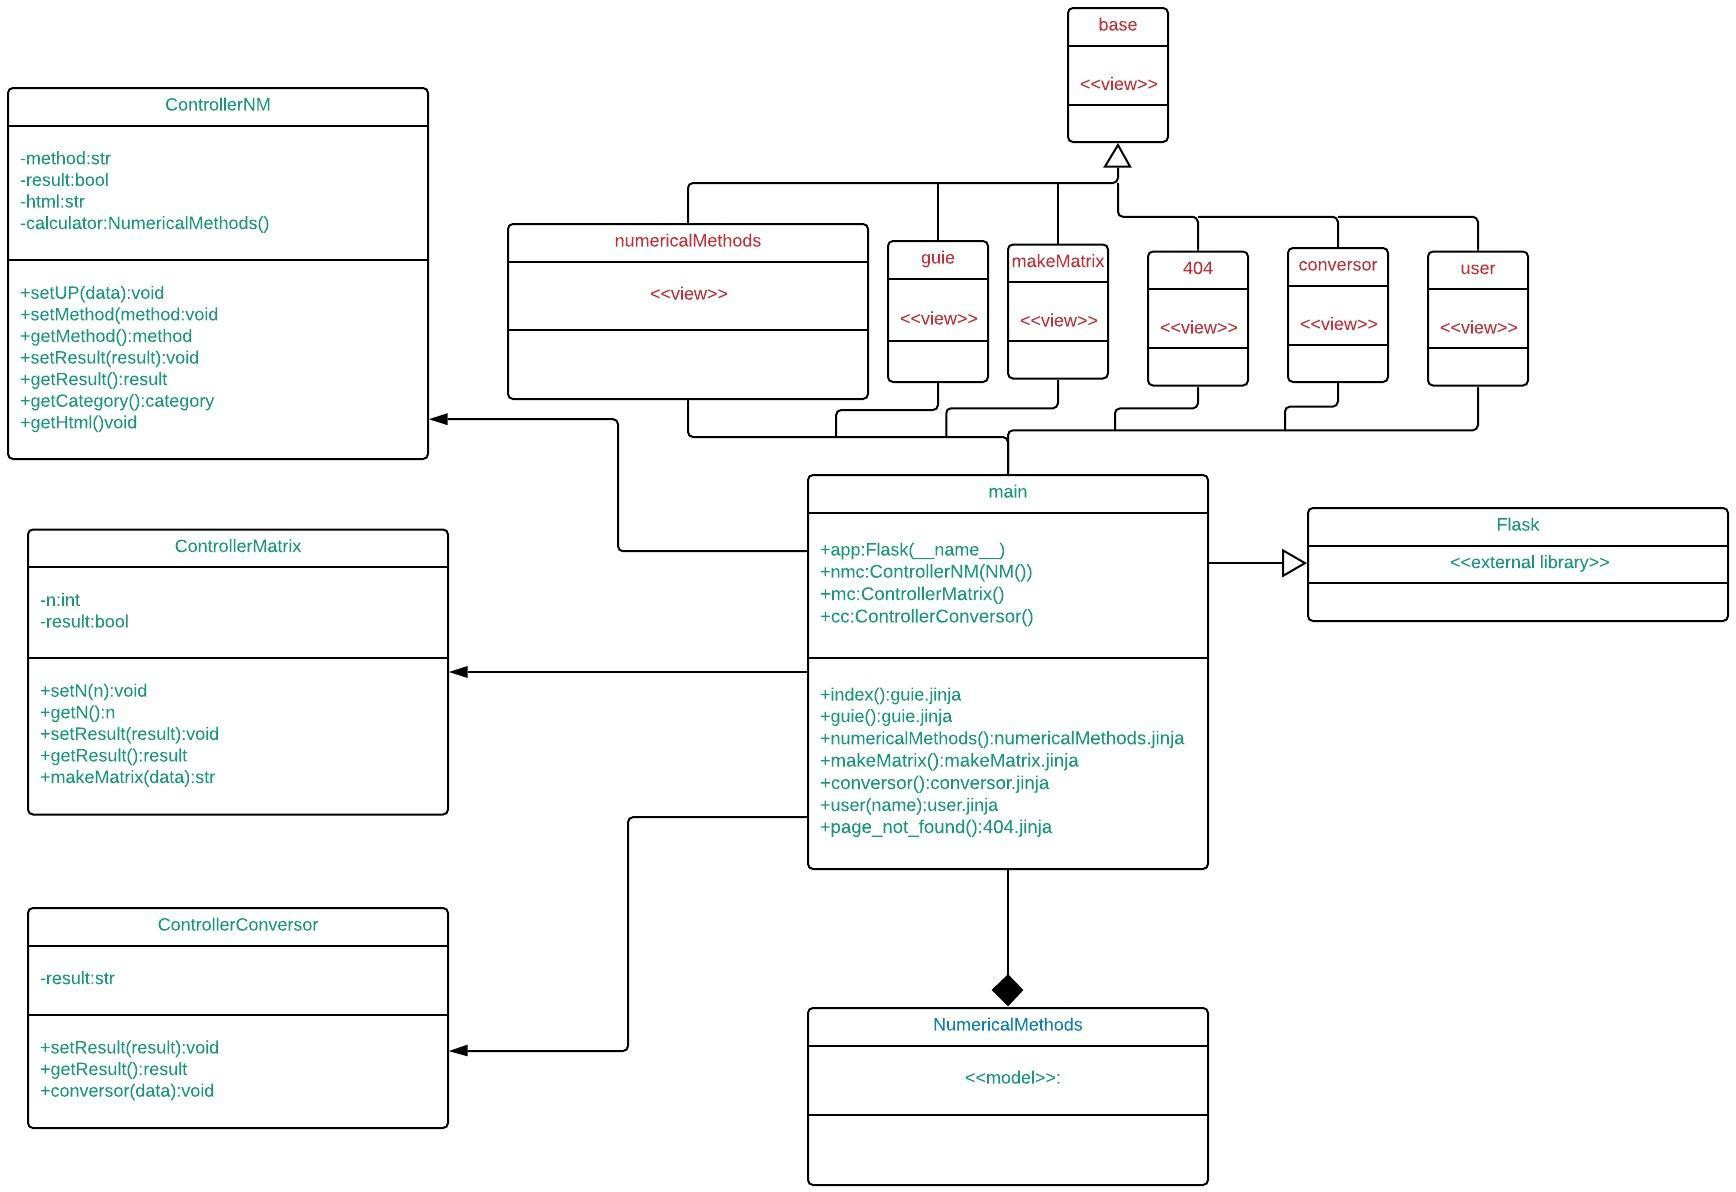 base
<<view>>
ControllerNM
-method:str
-result:bool
-html:str
-calculator:NumericalMethods()
+setUP(data):void
+setMethod(method:void
+getMethod():method
+setResult(result):void
+getResult():result
+getCategory():category
+getHtml()void
numericalMethods
<<view>>
guie
<<view>>
makeMatrix
<<view>>
404
<<view>>
conversor
<<view>>
user
<<view>>
main
+app:Flask(__name__)
+nmc:ControllerNM(NM())
+mc:ControllerMatrix()
+cc:ControllerConversor()
+index():guie.jinja
+guie():guie.jinja
+numericalMethods():numericalMethods.jinja
+makeMatrix():makeMatrix.jinja
+conversor():conversor.jinja
+user(name):user.jinja
+page_not_found():404.jinja
Flask
<<external library>>
ControllerMatrix
-n:int
-result:bool
+setN(n):void
+getN():n
+setResult(result):void
+getResult():result
+makeMatrix(data):str
ControllerConversor
-result:str
+setResult(result):void
+getResult():result
+conversor(data):void
NumericalMethods
<<model>>: